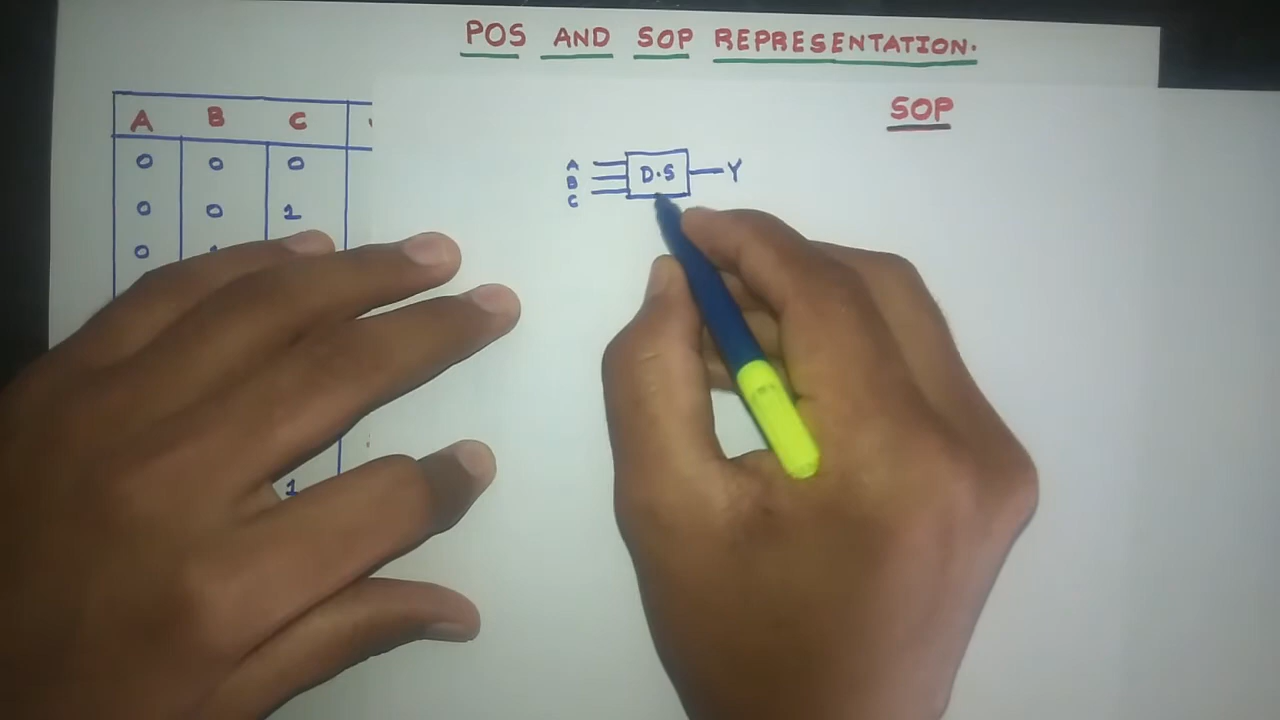 POS AND SOP REPRESENTATION.
SOP
A B C
0 0 0
0 0 1
0
1
A
B
C
D.S
Y